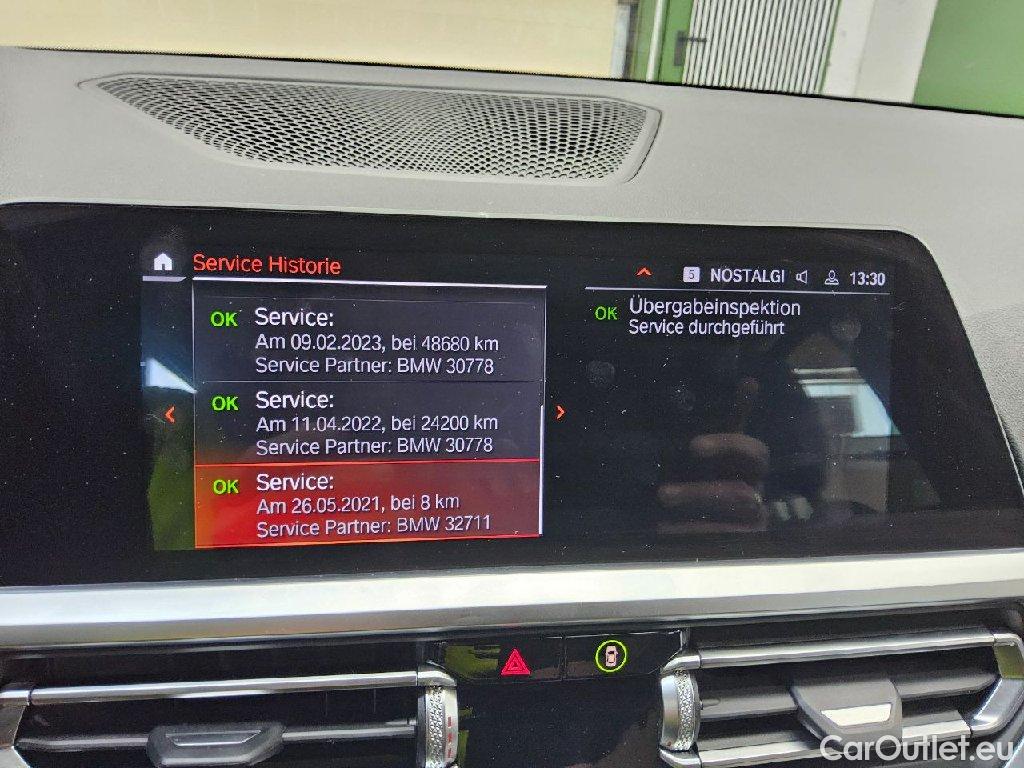 Service Historie
5 NOSTALGI 13:30
OK Service:
Am 09.02.2023, bei 48680 km
Service Partner: BMW 30778
OK Service:
Am 11.04.2022, bei 24200 km
Service Partner: BMW 30778
OK Service:
Am 26.05.2021, bei 8 km
Service Partner: BMW 32711
OK Übergabeinspektion
Service durchgeführt
CarOutlet.eu